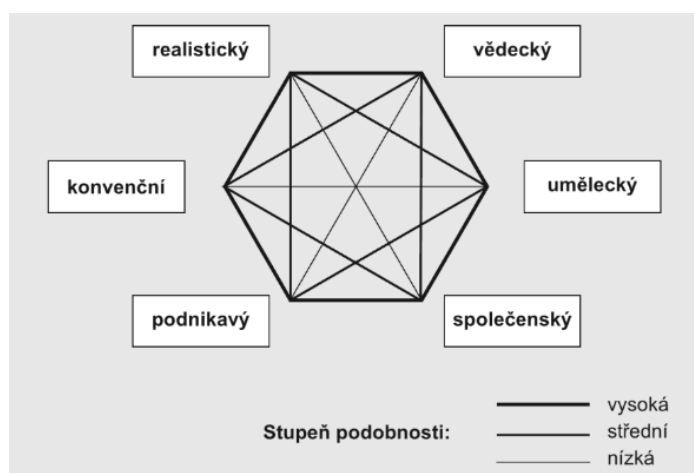 realistický
vědecký
konvenční
umělecký
podnikavý
společenský
vysoká
Stupeň podobnosti:
střední
nízká